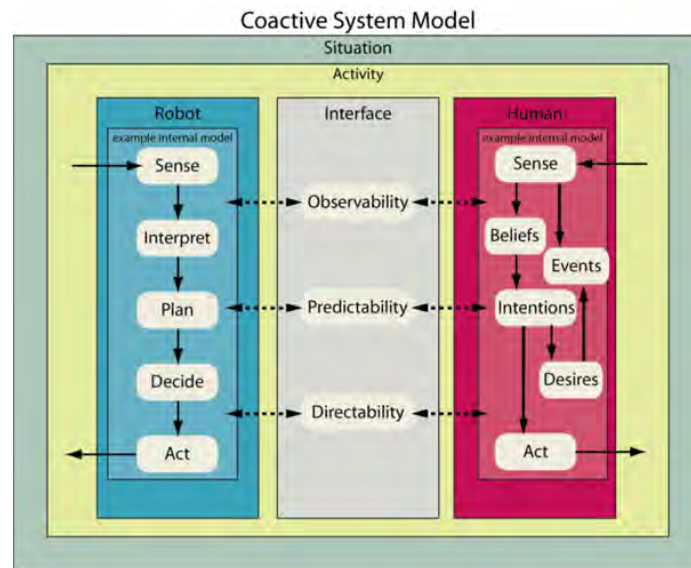 Coactive System Model
Situation
Activity
Robot
example internal model
Sense
Interpret
Plan
Decide
Act
Interface
Observability
Predictability
Directability
Human
example internal model
Sense
Beliefs
Events
Intentions
Desires
Act